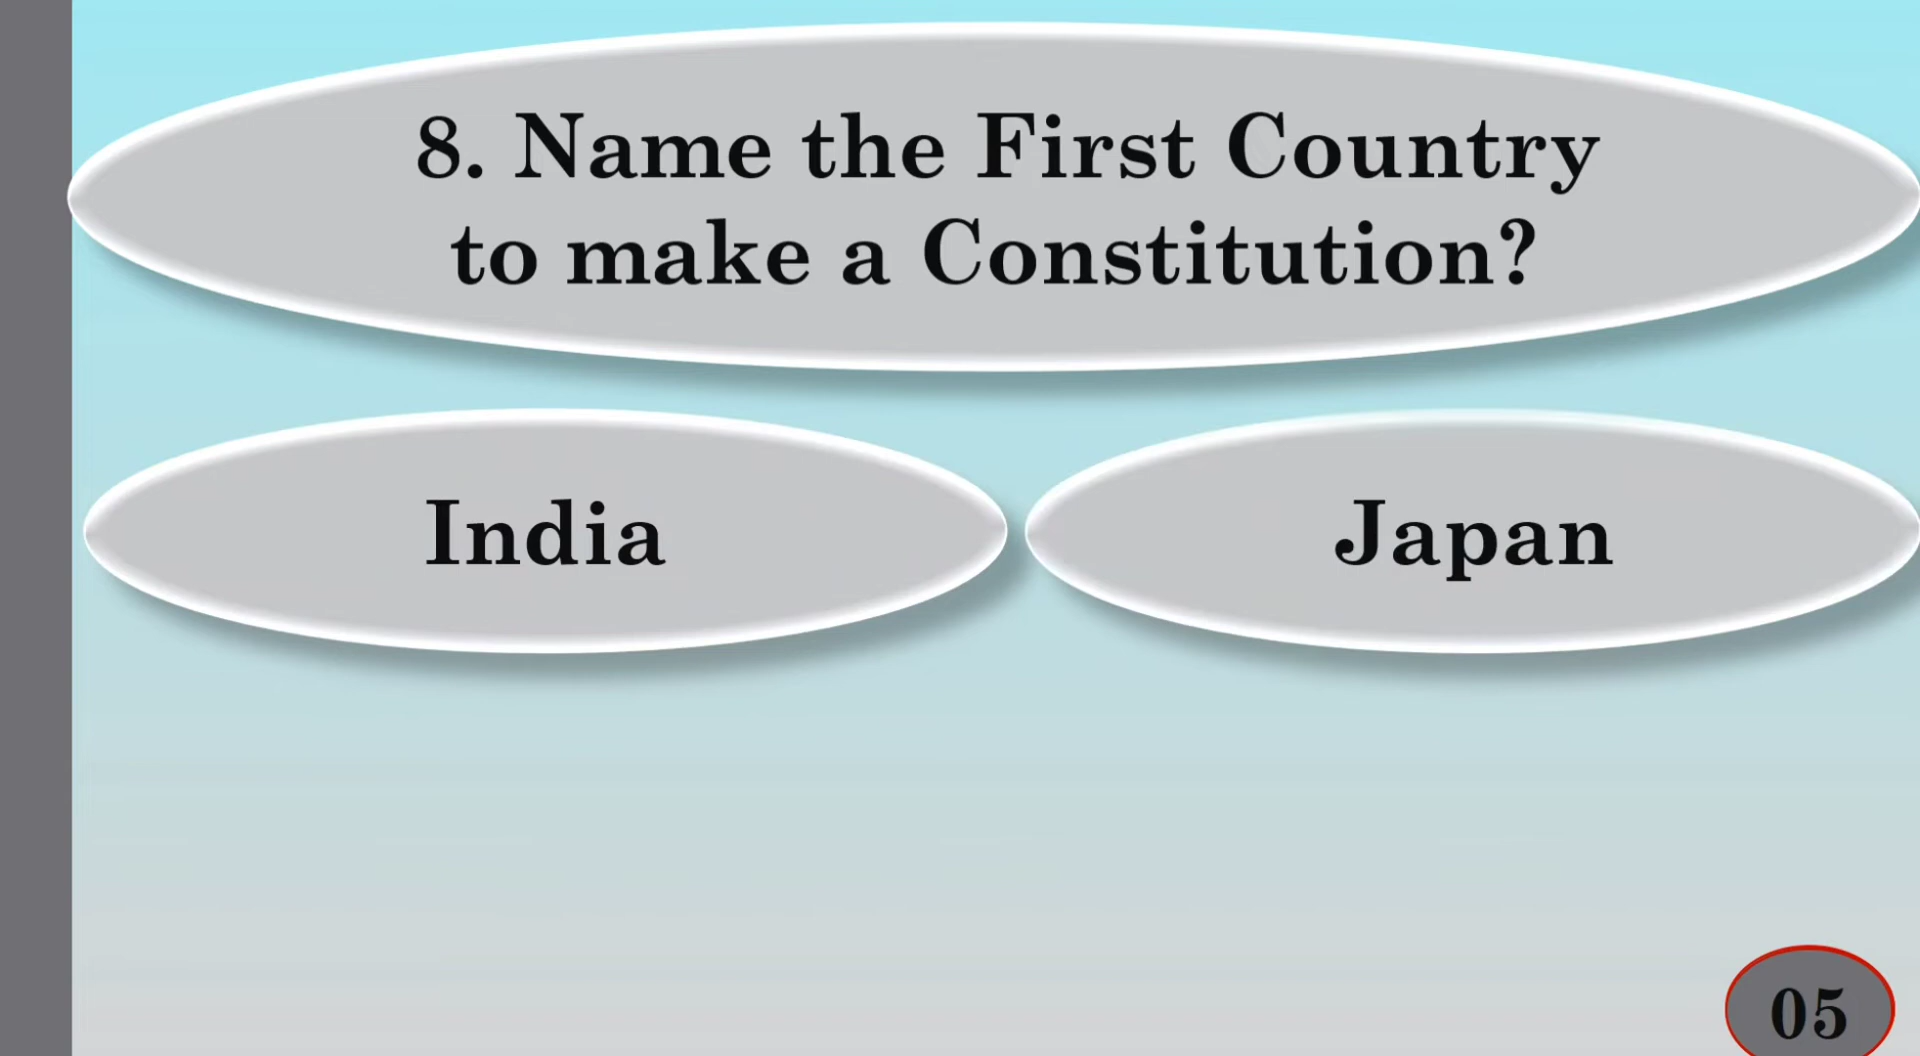 8. Name the First Country
to make a Constitution?
India
Japan
05